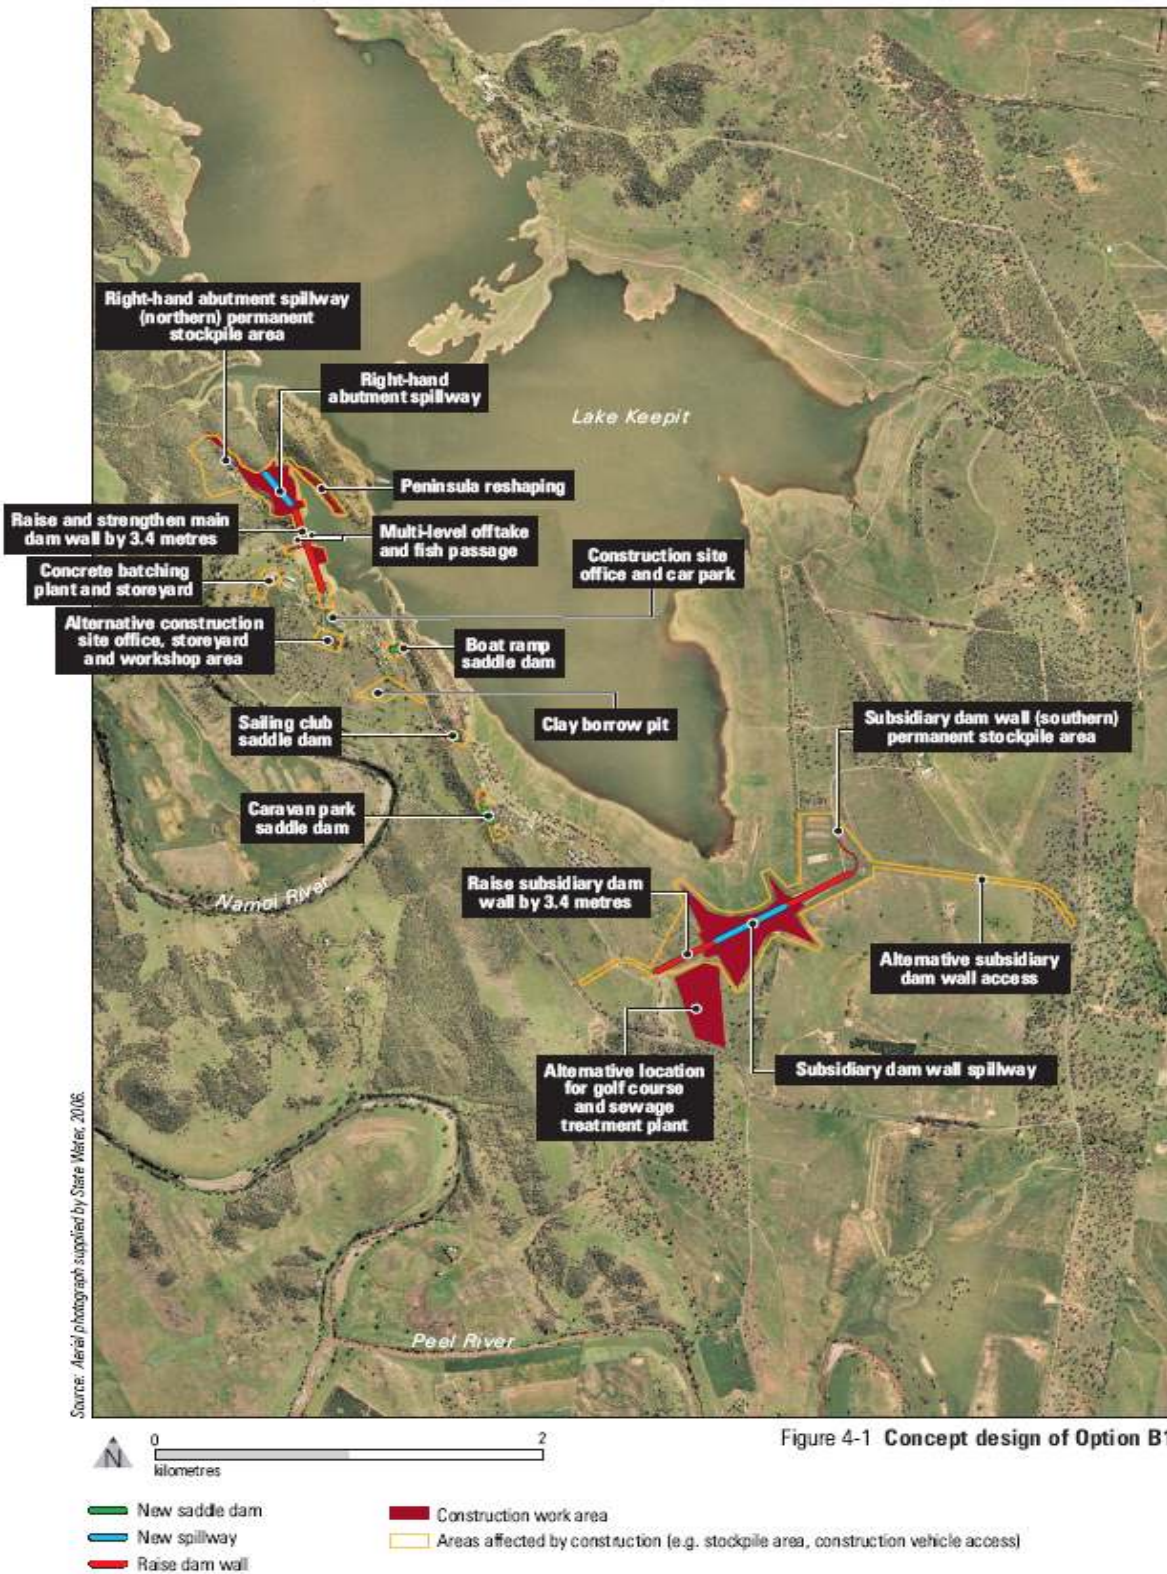 Right-hand abutment spillway
(northern) permanent
stockpile area
Right-hand
abutment spillway
Lake Keepit
Peninsula reshaping
Raise and strengthen main
dam wall by 3.4 metres
Multi-level offtake
and fish passage
Construction site
office and car park
Concrete batching
plant and storeyard
Alternative construction
site office, storeyard
and workshop area
Boat ramp
saddle dam
Sailing club
saddle dam
Clay borrow pit
Subsidiary dam wall (southern)
permanent stockpile area
Caravan park
saddle dam
Namoi River
Raise subsidiary dam
wall by 3.4 metres
Alternative subsidiary
dam wall access
Alternative location
for golf course
and sewage
treatment plant
Subsidiary dam wall spillway
Peel River
Source: Aerial photograph supplied by State Water, 2006.
N
0 2
kilometres
Figure 4-1 Concept design of Option B1
New saddle dam
New spillway
Raise dam wall
Construction work area
Areas affected by construction (e.g. stockpile area, construction vehicle access)